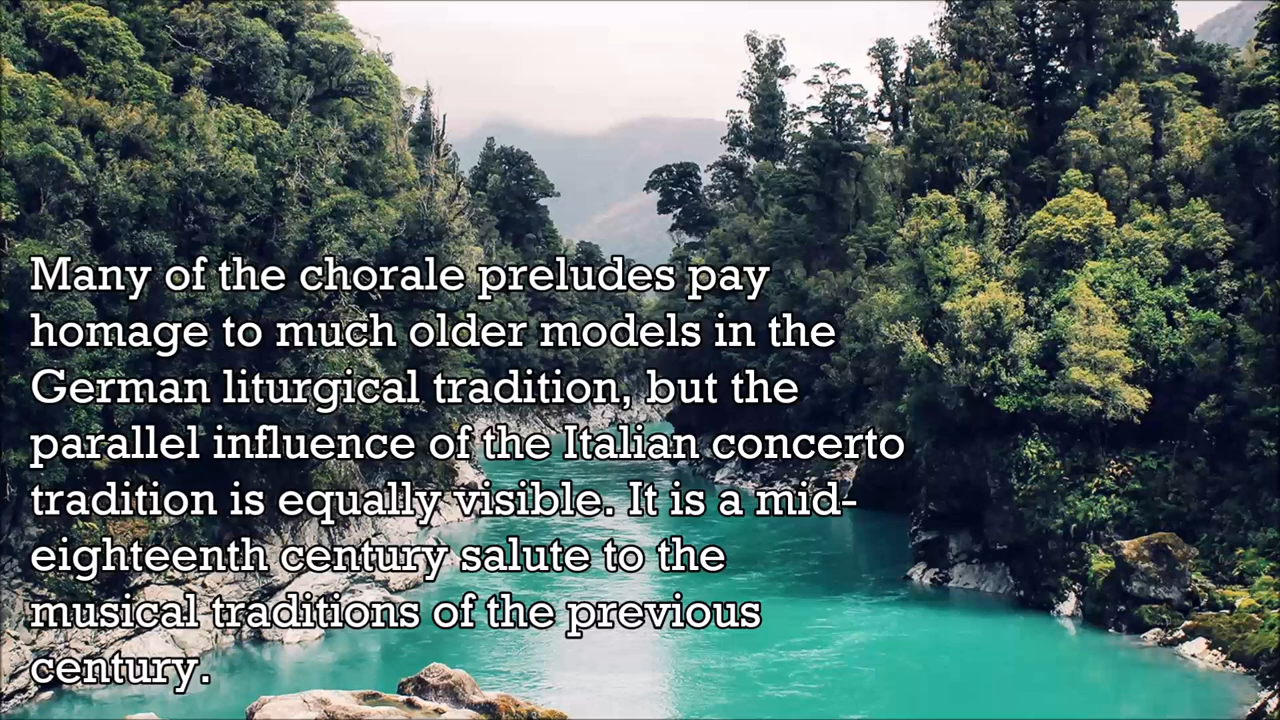 Many of the chorale preludes pay
homage to much older models in the
German liturgical tradition, but the
parallel influence of the Italian concerto
tradition is equally visible. It is a mid-
eighteenth century salute to the
musical traditions of the previous
century.